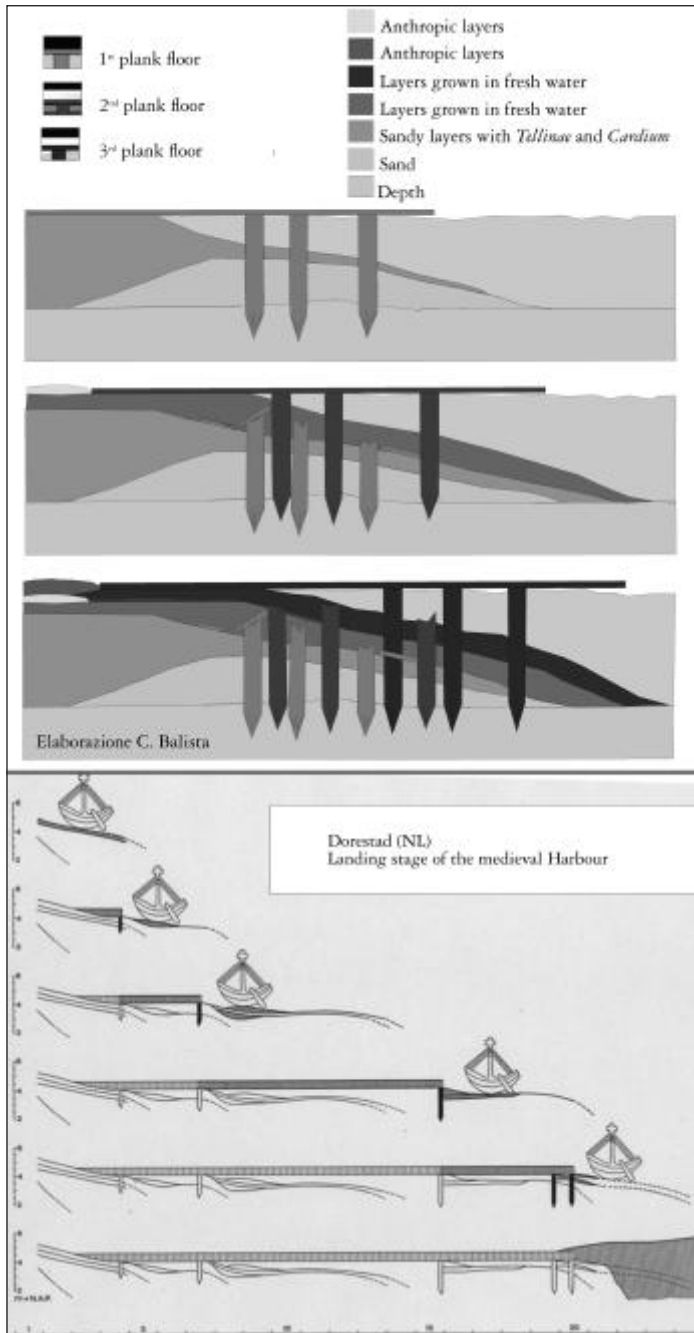 1st plank floor
2nd plank floor
3rd plank floor
Anthropic layers
Anthropic layers
Layers grown in fresh water
Layers grown in fresh water
Sandy layers with Tellinae and Cardium
Sand
Depth
Elaborazione C. Balista
Dorestad (NL)
Landing stage of the medieval Harbour